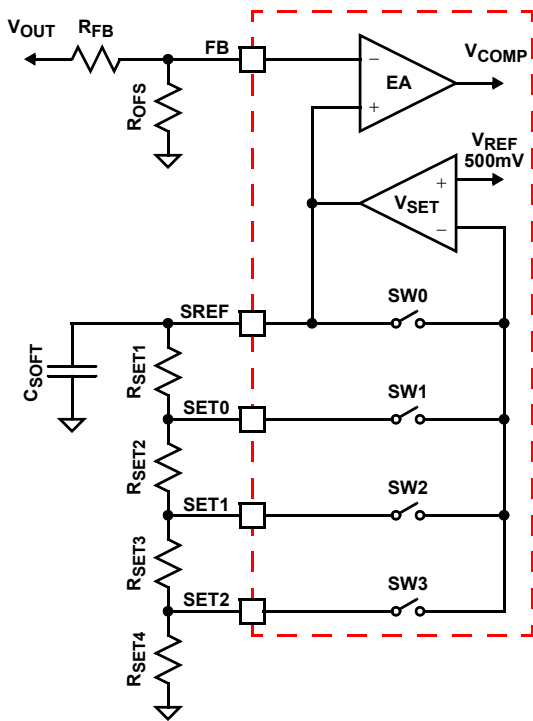 VOUT
RFB
FB
ROFS
−
EA
+
VCOMP
VREF
500mV
+
VSET
−
SREF
SW0
CSOFT
RSET1
SET0
SW1
RSET2
SET1
SW2
RSET3
SET2
SW3
RSET4